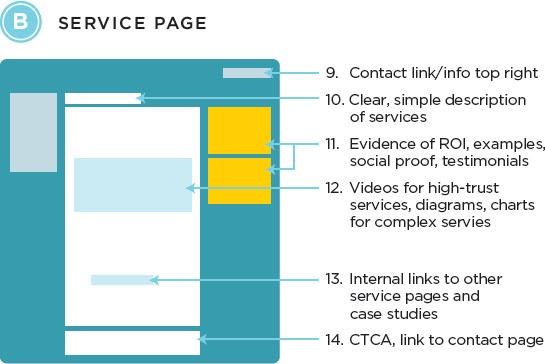 B SERVICE PAGE
9. Contact link/info top right
10. Clear, simple description
of services
11. Evidence of ROI, examples,
social proof, testimonials
12. Videos for high-trust
services, diagrams, charts
for complex servies
13. Internal links to other
service pages and
case studies
14. CTCA, link to contact page